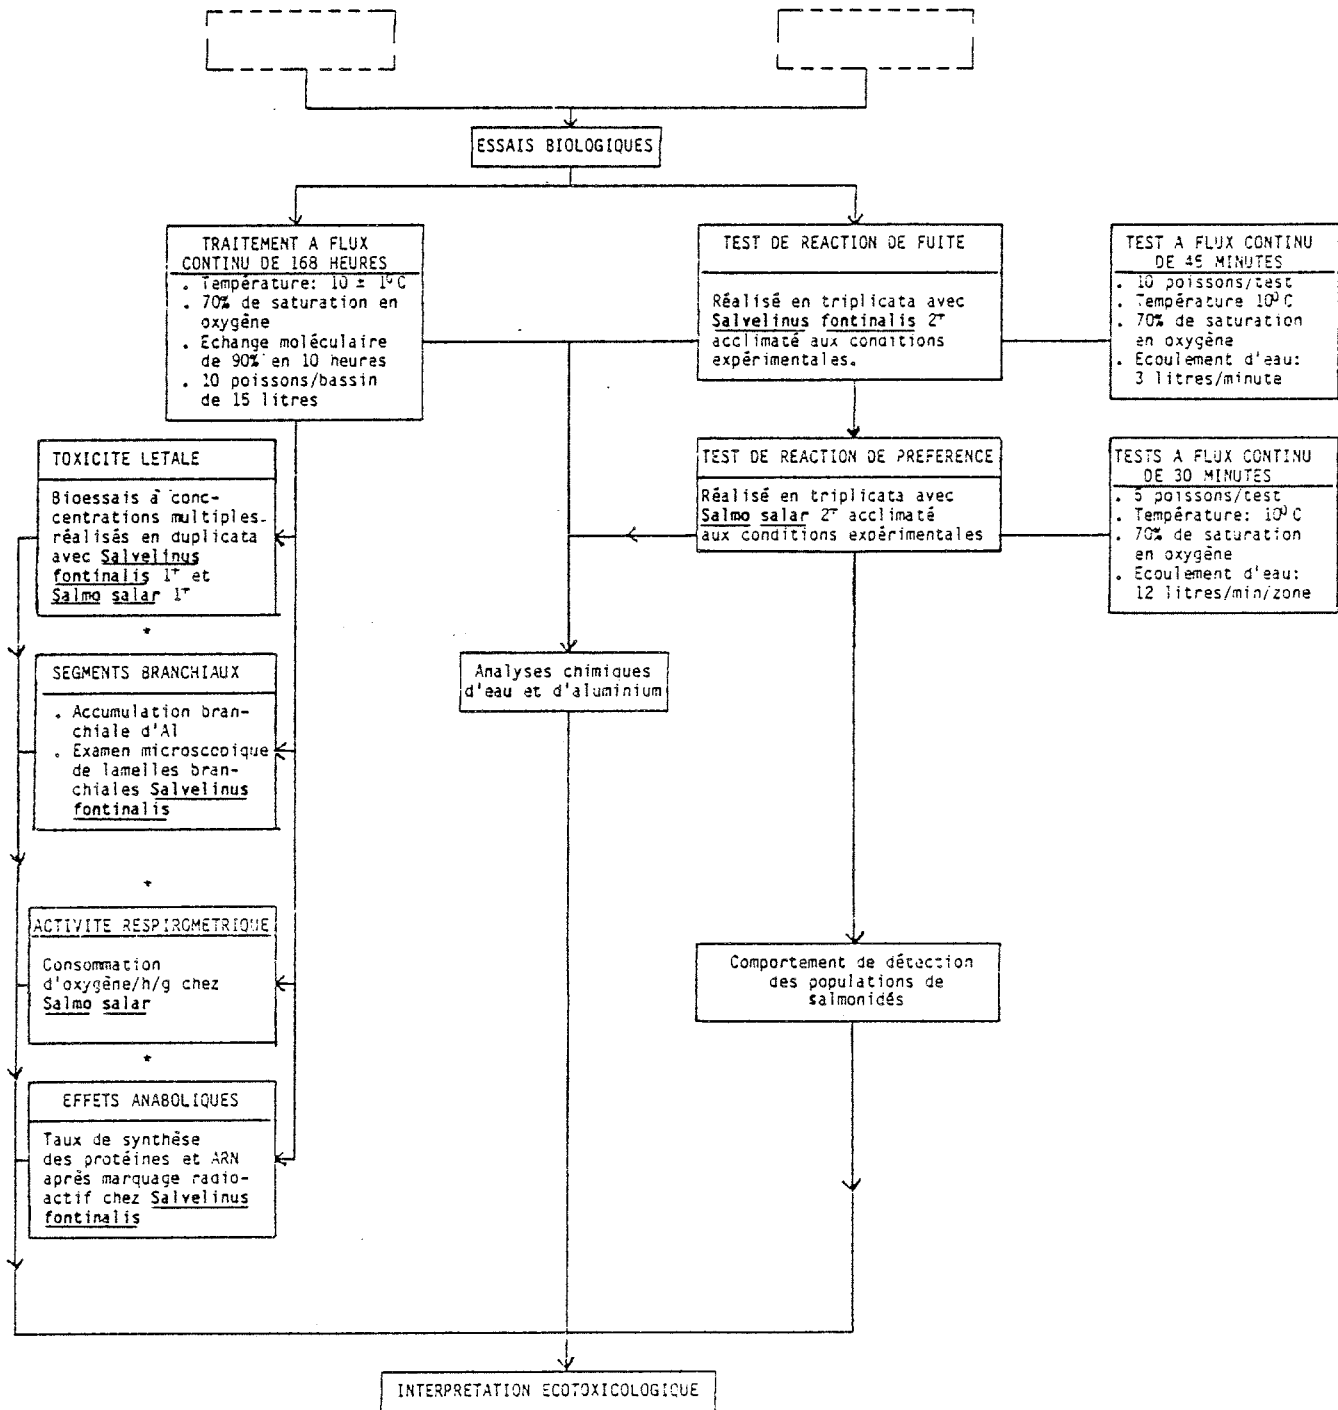 ESSAIS BIOLOGIQUES
TRAITEMENT A FLUX
CONTINU DE 168 HEURES
. Température: 10 ± 1⁰C
. 70% de saturation en
oxygène
. Echange moléculaire
de 90% en 10 heures
. 10 poissons/bassin
de 15 litres
TEST DE REACTION DE FUITE
Réalisé en triplicata avec
Salvelinus fontinalis 2⁺
acclimaté aux conditions
expérimentales.
TEST A FLUX CONTINU
DE 45 MINUTES
. 10 poissons/test
. Température 10⁰C
. 70% de saturation
en oxygène
. Ecoulement d'eau:
3 litres/minute
TOXICITE LETALE
Bioessais à conc-
centrations multiples
réalisés en duplicata
avec Salvelinus
fontinalis 1⁺ et
Salmo salar 1⁺
*
TEST DE REACTION DE PREFERENCE
Réalisé en triplicata avec
Salmo salar 2⁺ acclimaté
aux conditions expérimentales
TESTS A FLUX CONTINU
DE 30 MINUTES
. 5 poissons/test
. Température: 10⁰C
. 70% de saturation
en oxygène
. Ecoulement d'eau:
12 litres/min/zone
SEGMENTS BRANCHIAUX
. Accumulation bran-
chiale d'Al
. Examen microscopique
de lamelles bran-
chiales Salvelinus
fontinalis
*
Analyses chimiques
d'eau et d'aluminium
ACTIVITE RESPIROMETRIQUE
Consommation
d'oxygène/h/g chez
Salmo salar
*
Comportement de détection
des populations de
salmonidés
EFFETS ANABOLIQUES
Taux de synthèse
des protéines et ARN
après marquage radio-
actif chez Salvelinus
fontinalis
INTERPRETATION ECOTOXICOLOGIQUE